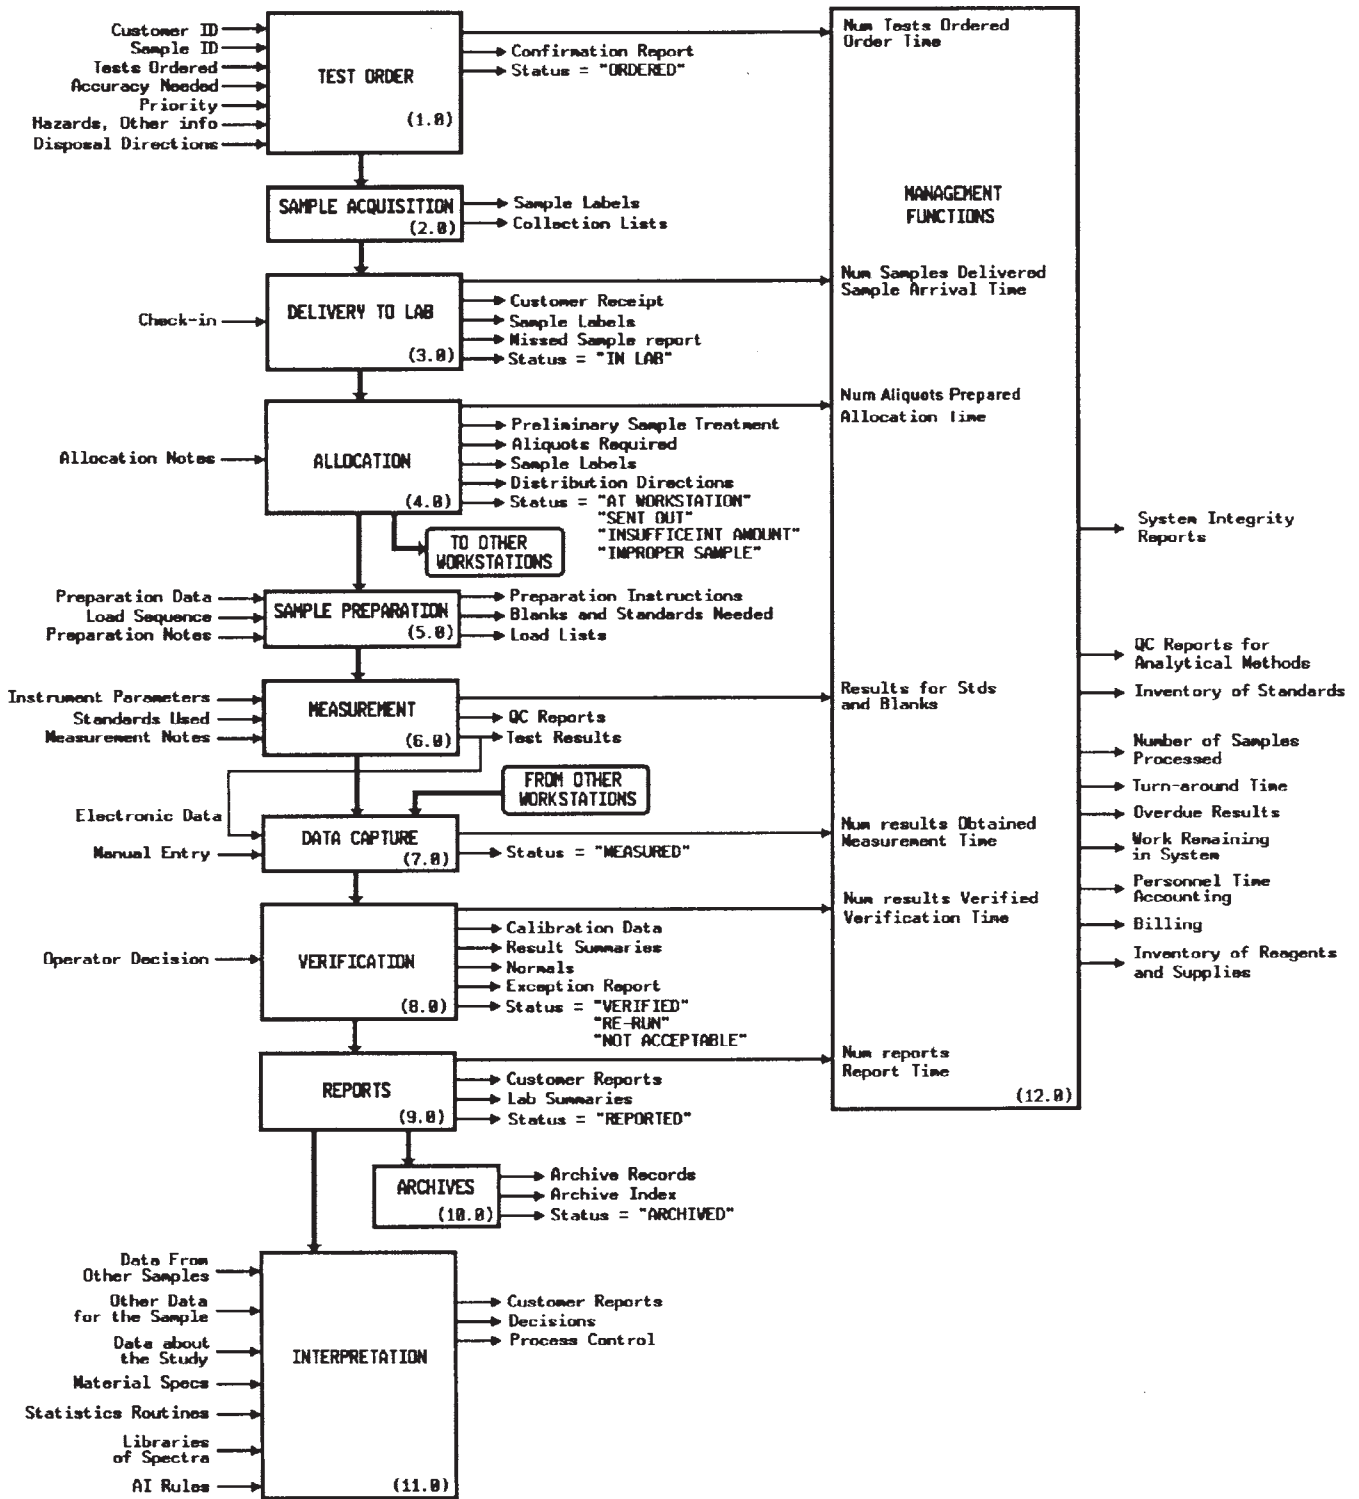 Customer ID
Sample ID
Tests Ordered
Accuracy Needed
Priority
Hazards, Other info
Disposal Directions
TEST ORDER
(1.0)
Confirmation Report
Status = "ORDERED"
Num Tests Ordered
Order Time
SAMPLE ACQUISITION
(2.0)
Sample Labels
Collection Lists
MANAGEMENT
FUNCTIONS
Check-in
DELIVERY TO LAB
(3.0)
Customer Receipt
Sample Labels
Missed Sample report
Status = "IN LAB"
Num Samples Delivered
Sample Arrival Time
Allocation Notes
ALLOCATION
(4.0)
Preliminary Sample Treatment
Aliquots Required
Sample Labels
Distribution Directions
Status = "AT WORKSTATION"
"SENT OUT"
"INSUFFICEINT AMOUNT"
"IMPROPER SAMPLE"
Num Aliquots Prepared
Allocation Time
TO OTHER
WORKSTATIONS
Preparation Data
Load Sequence
Preparation Notes
SAMPLE PREPARATION
(5.0)
Preparation Instructions
Blanks and Standards Needed
Load Lists
Instrument Parameters
Standards Used
Measurement Notes
MEASUREMENT
(6.0)
QC Reports
Test Results
Results for Stds
and Blanks
FROM OTHER
WORKSTATIONS
Electronic Data
Manual Entry
DATA CAPTURE
(7.0)
Status = "MEASURED"
Num results Obtained
Measurement Time
Operator Decision
VERIFICATION
(8.0)
Calibration Data
Result Summaries
Normals
Exception Report
Status = "VERIFIED"
"RE-RUN"
"NOT ACCEPTABLE"
Num results Verified
Verification Time
REPORTS
(9.0)
Customer Reports
Lab Summaries
Status = "REPORTED"
Num reports
Report Time
(12.0)
System Integrity
Reports
QC Reports for
Analytical Methods
Inventory of Standards
Number of Samples
Processed
Turn-around Time
Overdue Results
Work Remaining
in System
Personnel Time
Accounting
Billing
Inventory of Reagents
and Supplies
ARCHIVES
(10.0)
Archive Records
Archive Index
Status = "ARCHIVED"
Data From
Other Samples
Other Data
for the Sample
Data about
the Study
Material Specs
Statistics Routines
Libraries
of Spectra
AI Rules
INTERPRETATION
(11.0)
Customer Reports
Decisions
Process Control